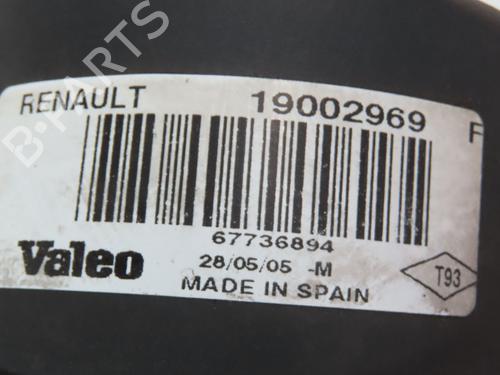 B-PARTS
RENAULT 19002969 F
67736894
Valeo 28/05/05 -M
MADE IN SPAIN
T93